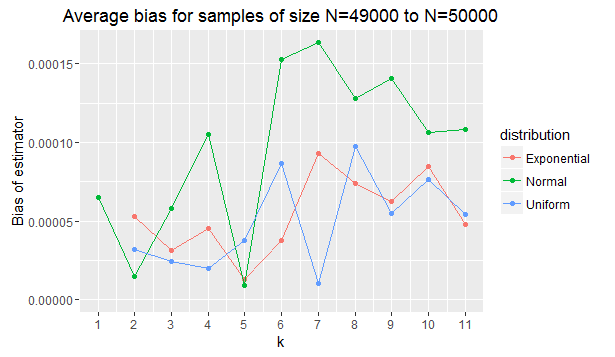 Average bias for samples of size N=49000 to N=50000
Bias of estimator
0.00015
0.00010
0.00005
0.00000
1 2 3 4 5 6 7 8 9 10 11
k
distribution
Exponential
Normal
Uniform